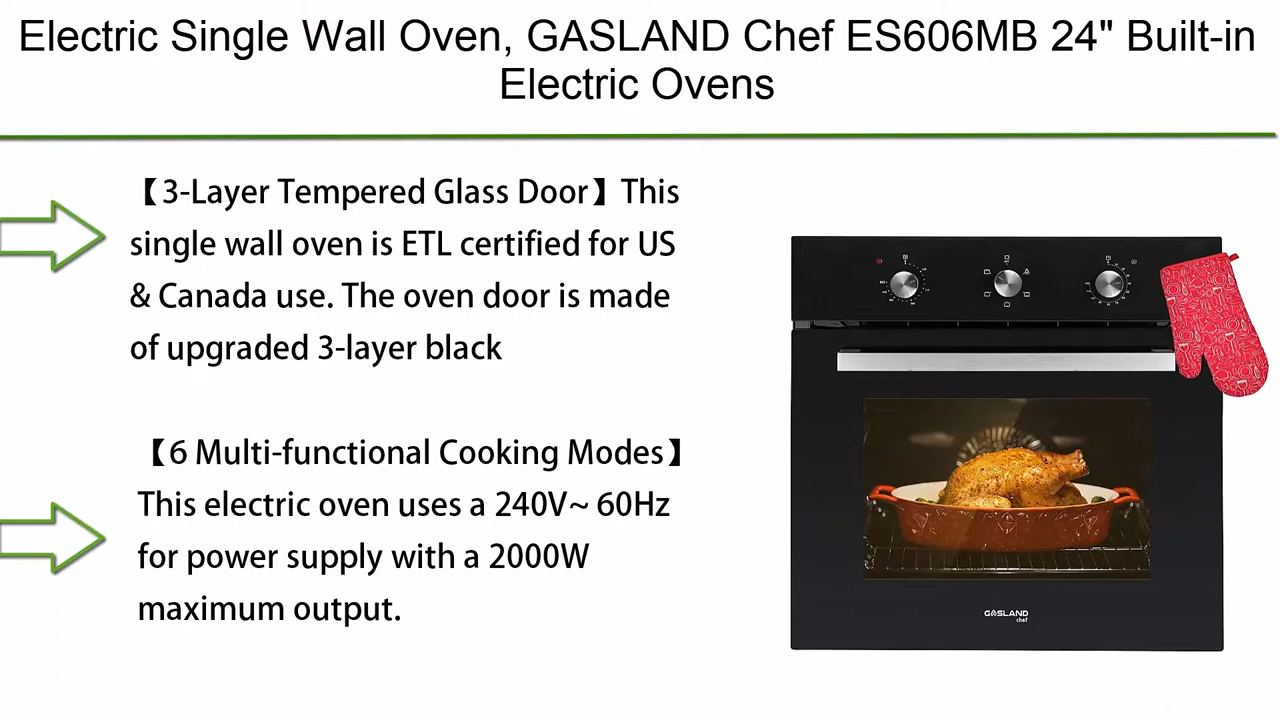 Electric Single Wall Oven, GASLAND Chef ES606MB 24" Built-in
Electric Ovens
【3-Layer Tempered Glass Door】This
single wall oven is ETL certified for US
& Canada use. The oven door is made
of upgraded 3-layer black
【6 Multi-functional Cooking Modes】
This electric oven uses a 240V~ 60Hz
for power supply with a 2000W
maximum output.
GASLAND
chef